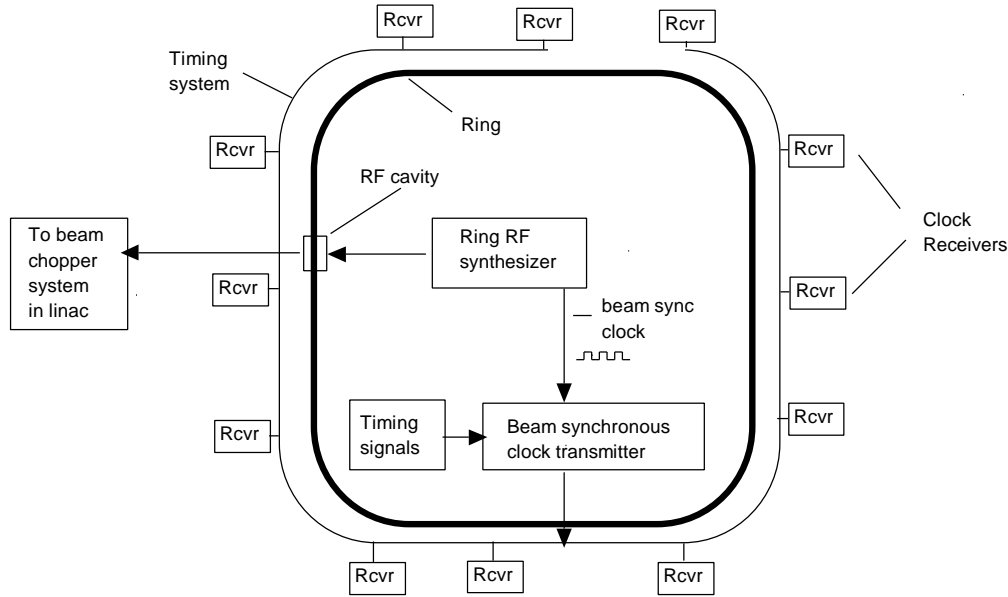 Rcvr
Rcvr
Rcvr
Timing
system
Ring
Rcvr
Rcvr
RF cavity
To beam
chopper
system
in linac
Ring RF
synthesizer
Clock
Receivers
Rcvr
Rcvr
beam sync
clock
Timing
signals
Beam synchronous
clock transmitter
Rcvr
Rcvr
Rcvr
Rcvr
Rcvr